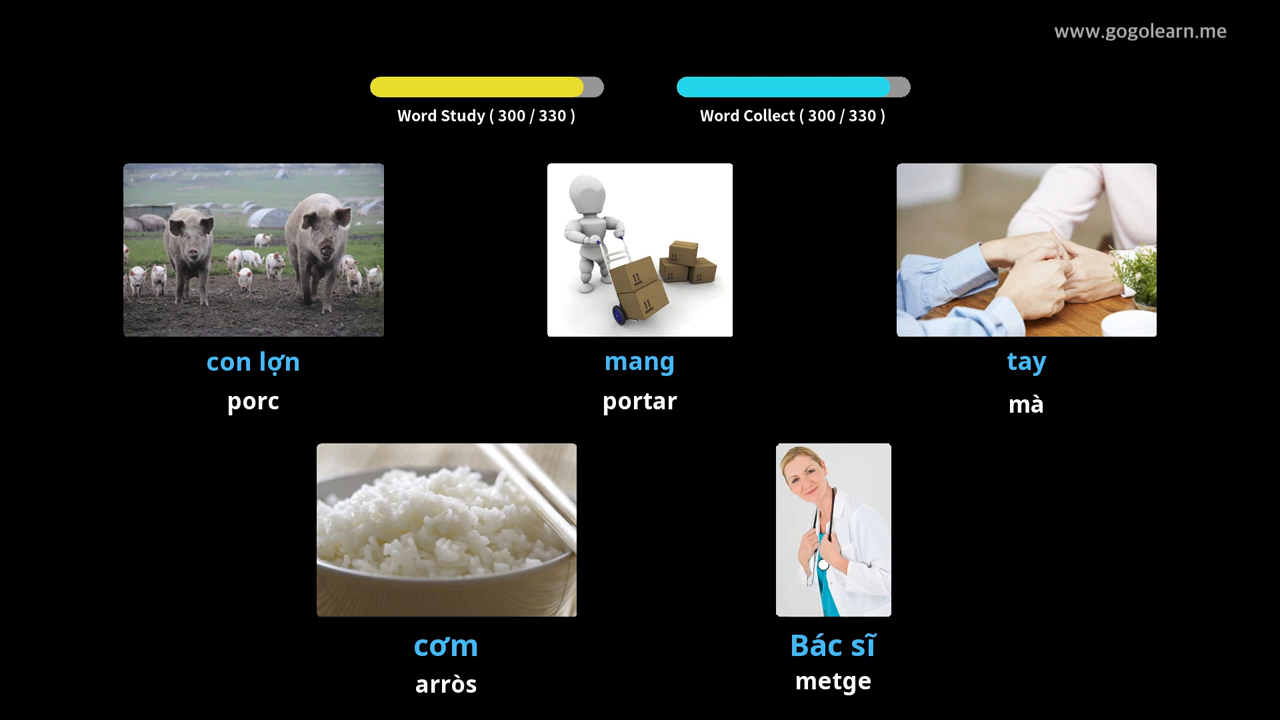 www.gogolearn.me
Word Study ( 300 / 330 )
Word Collect ( 300 / 330 )
con lợn
porc
mang
portar
tay
mà
cơm
arròs
Bác sĩ
metge